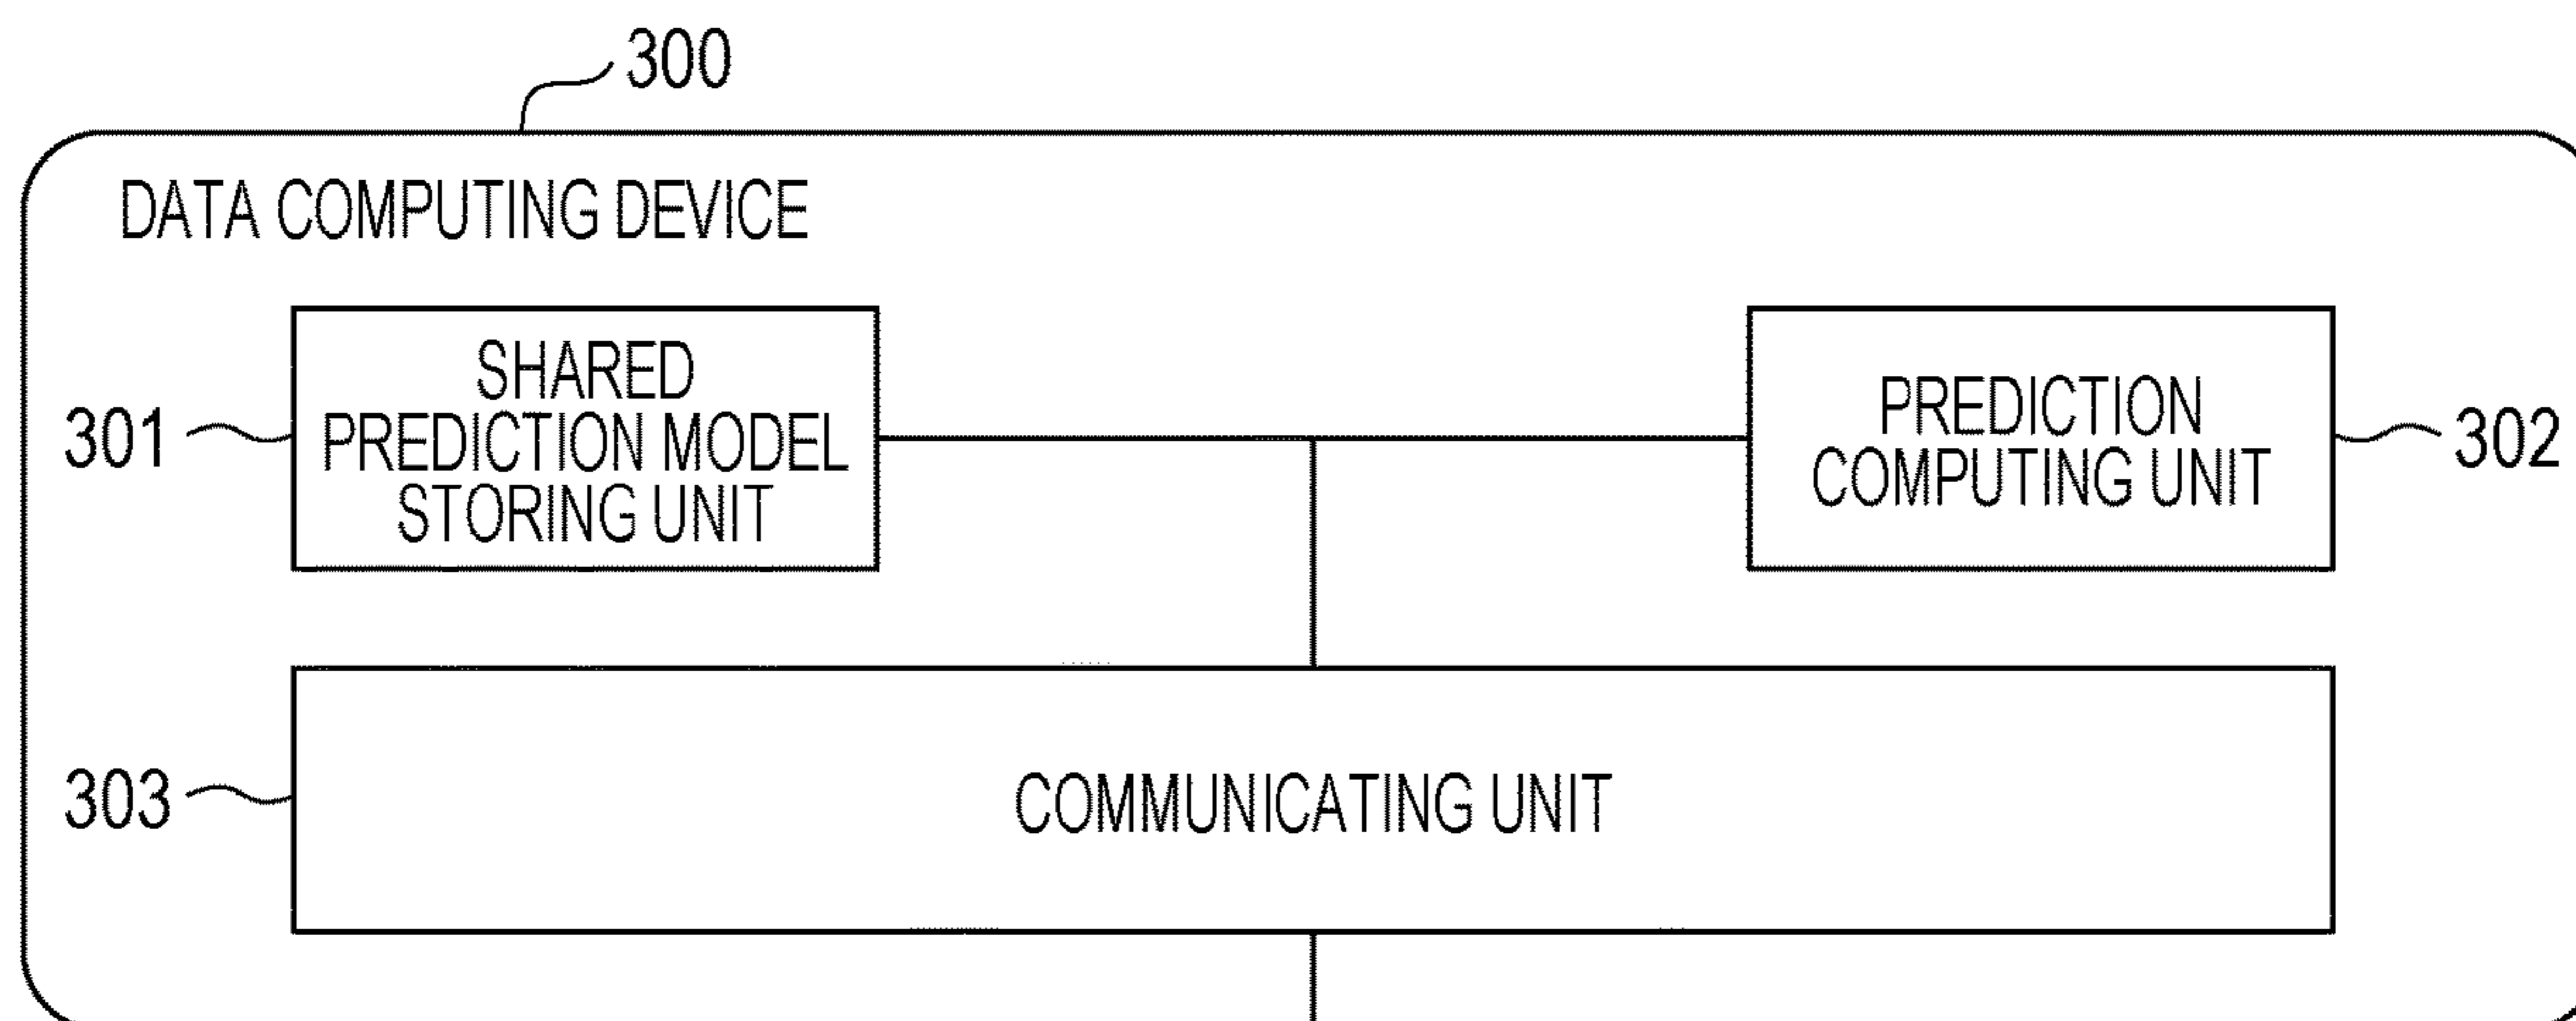 300
DATA COMPUTING DEVICE
301
SHARED
PREDICTION MODEL
STORING UNIT
PREDICTION
COMPUTING UNIT
302
303
COMMUNICATING UNIT